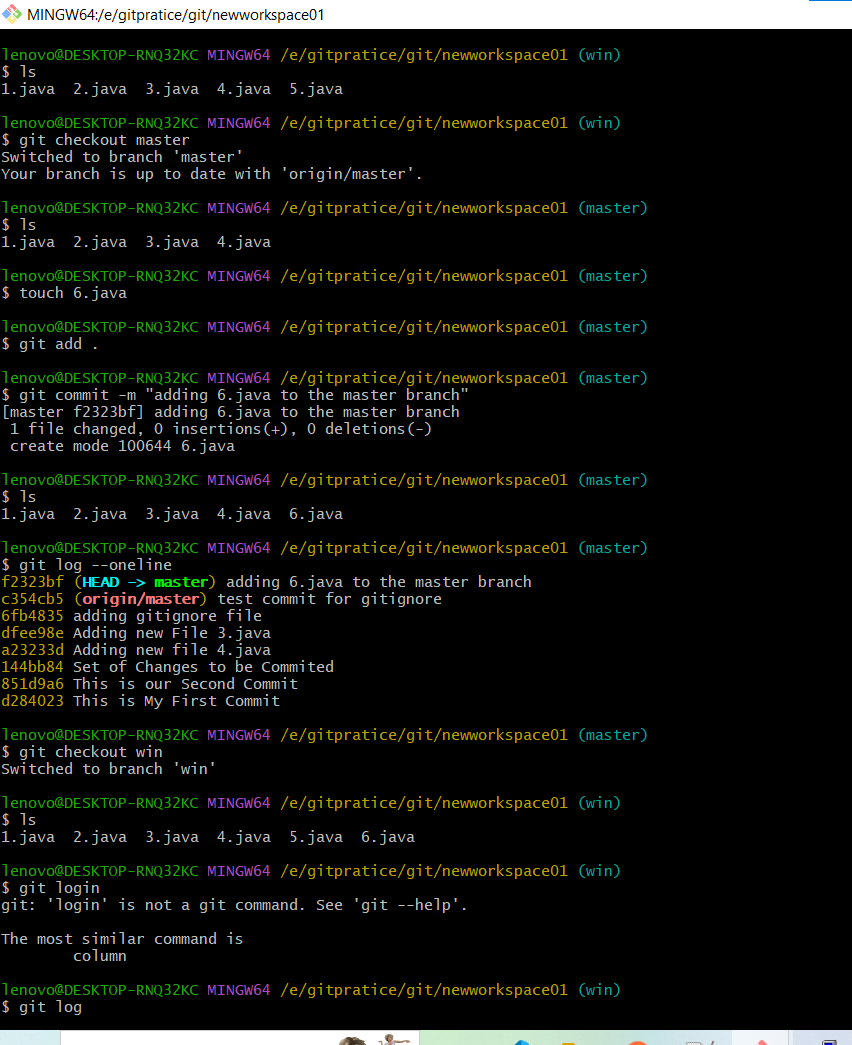 MINGW64:/e/gitpratice/git/newworkspace01
lenovo@DESKTOP-RNQ32KC MINGW64 /e/gitpratice/git/newworkspace01 (win)
$ ls
1.java  2.java  3.java  4.java  5.java
lenovo@DESKTOP-RNQ32KC MINGW64 /e/gitpratice/git/newworkspace01 (win)
$ git checkout master
Switched to branch 'master'
Your branch is up to date with 'origin/master'.
lenovo@DESKTOP-RNQ32KC MINGW64 /e/gitpratice/git/newworkspace01 (master)
$ ls
1.java  2.java  3.java  4.java
lenovo@DESKTOP-RNQ32KC MINGW64 /e/gitpratice/git/newworkspace01 (master)
$ touch 6.java
lenovo@DESKTOP-RNQ32KC MINGW64 /e/gitpratice/git/newworkspace01 (master)
$ git add .
lenovo@DESKTOP-RNQ32KC MINGW64 /e/gitpratice/git/newworkspace01 (master)
$ git commit -m "adding 6.java to the master branch"
[master f2323bf] adding 6.java to the master branch
 1 file changed, 0 insertions(+), 0 deletions(-)
 create mode 100644 6.java
lenovo@DESKTOP-RNQ32KC MINGW64 /e/gitpratice/git/newworkspace01 (master)
$ ls
1.java  2.java  3.java  4.java  6.java
lenovo@DESKTOP-RNQ32KC MINGW64 /e/gitpratice/git/newworkspace01 (master)
$ git log --oneline
f2323bf (HEAD -> master) adding 6.java to the master branch
c354cb5 (origin/master) test commit for gitignore
6fb4835 adding gitignore file
dfee98e Adding new File 3.java
a23233d Adding new file 4.java
144bb84 Set of Changes to be Commited
851d9a6 This is our Second Commit
d284023 This is My First Commit
lenovo@DESKTOP-RNQ32KC MINGW64 /e/gitpratice/git/newworkspace01 (master)
$ git checkout win
Switched to branch 'win'
lenovo@DESKTOP-RNQ32KC MINGW64 /e/gitpratice/git/newworkspace01 (win)
$ ls
1.java  2.java  3.java  4.java  5.java  6.java
lenovo@DESKTOP-RNQ32KC MINGW64 /e/gitpratice/git/newworkspace01 (win)
$ git login
git: 'login' is not a git command. See 'git --help'.
The most similar command is
        column
lenovo@DESKTOP-RNQ32KC MINGW64 /e/gitpratice/git/newworkspace01 (win)
$ git log